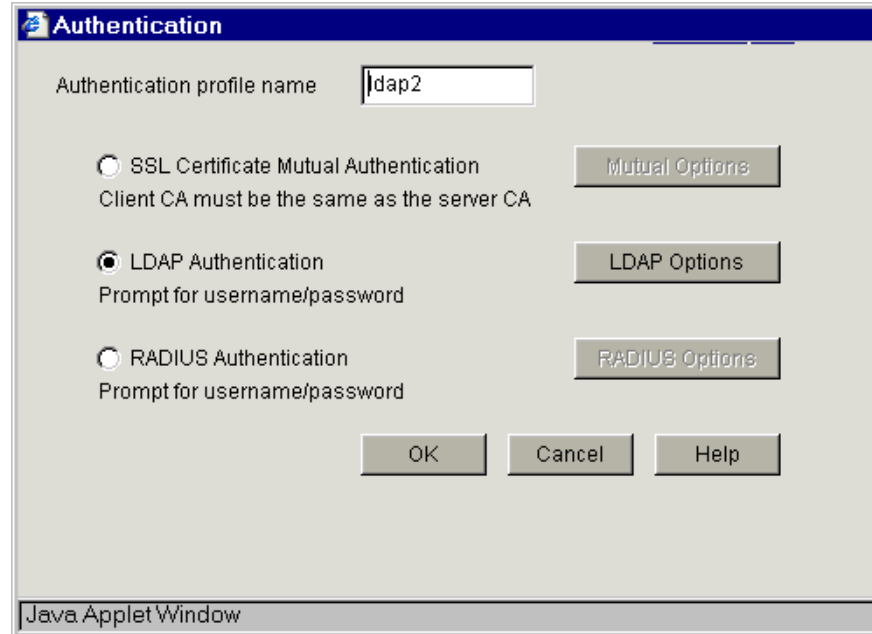 Authentication
Authentication profile name ldap2
SSL Certificate Mutual Authentication Mutual Options
Client CA must be the same as the server CA
LDAP Authentication LDAP Options
Prompt for username/password
RADIUS Authentication RADIUS Options
Prompt for username/password
OK Cancel Help
Java Applet Window